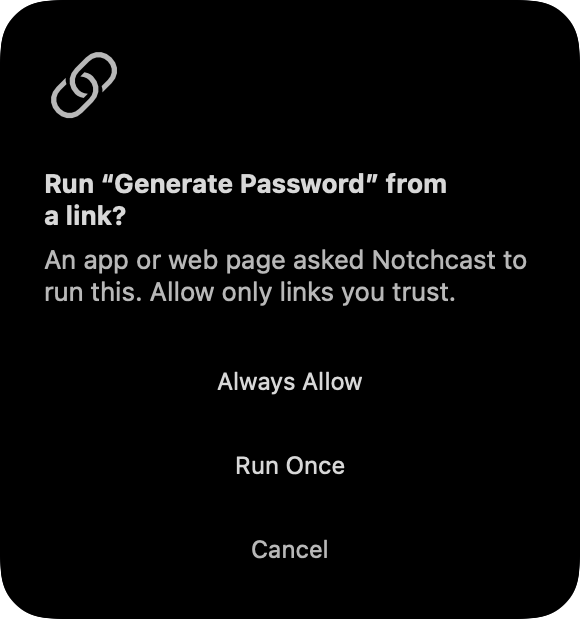 Run “Generate Password” from
a link?
An app or web page asked Notchcast to
run this. Allow only links you trust.
Always Allow
Run Once
Cancel